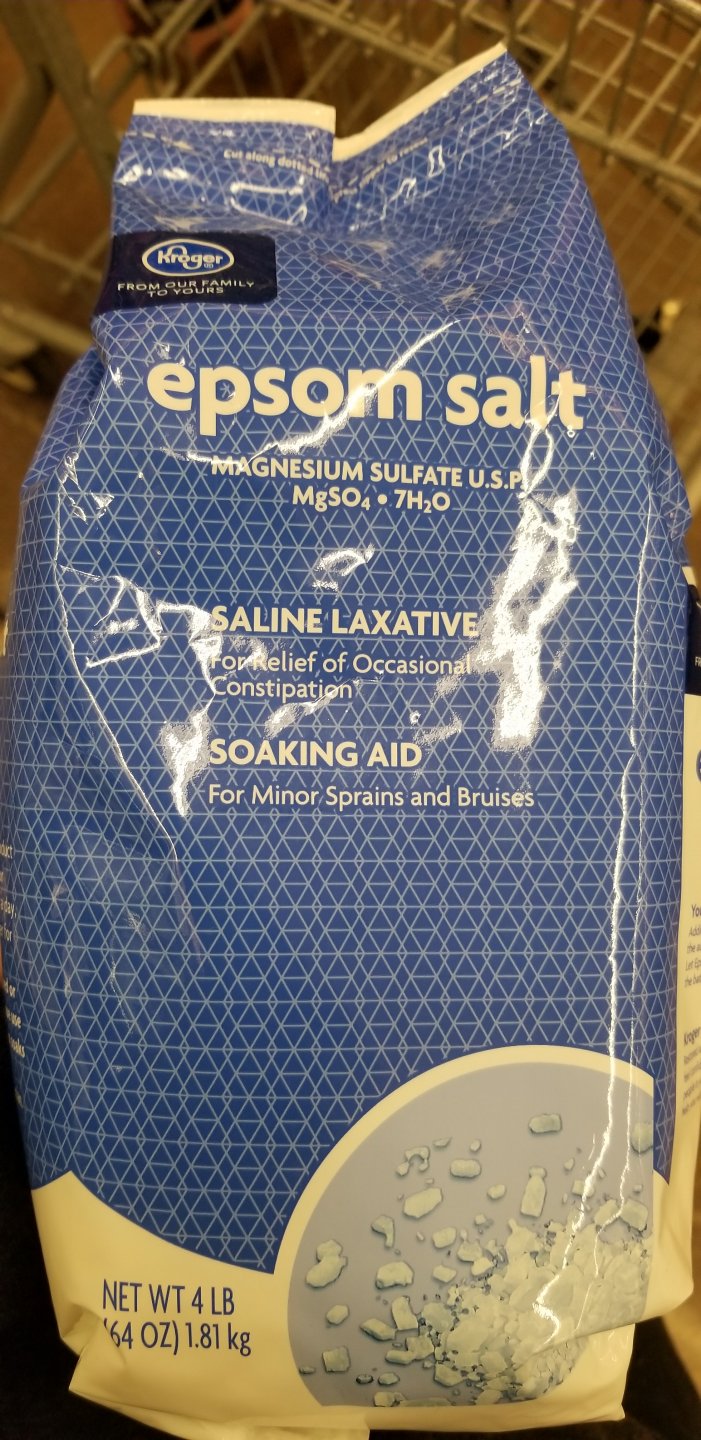 Cut along dotted
Kroger
FROM OUR FAMILY
TO YOURS
epsom salt
MAGNESIUM SULFATE U.S.P.
MgSO₄ • 7H₂O
SALINE LAXATIVE
For Relief of Occasional
Constipation
SOAKING AID
For Minor Sprains and Bruises
NET WT 4 LB
(64 OZ) 1.81 kg